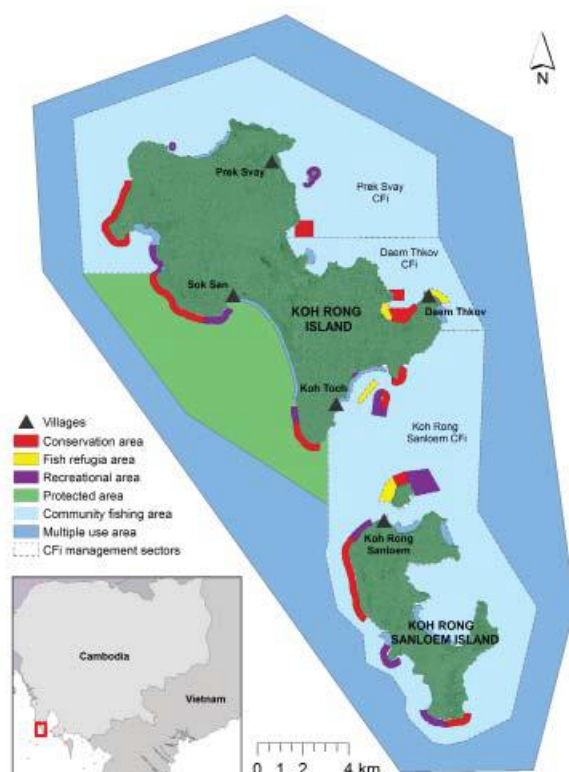 N
Prek Svay
Prek Svay
CFi
Daem Thkov
CFi
Sok San
KOH RONG
ISLAND
Daem Thkov
Koh Toch
Koh Rong
Sanloem CFi
Villages
Conservation area
Fish refugia area
Recreational area
Protected area
Community fishing area
Multiple use area
CFi management sectors
Koh Rong
Sanloem
KOH RONG
SANLOEM ISLAND
Cambodia
Vietnam
0 1 2 4 km